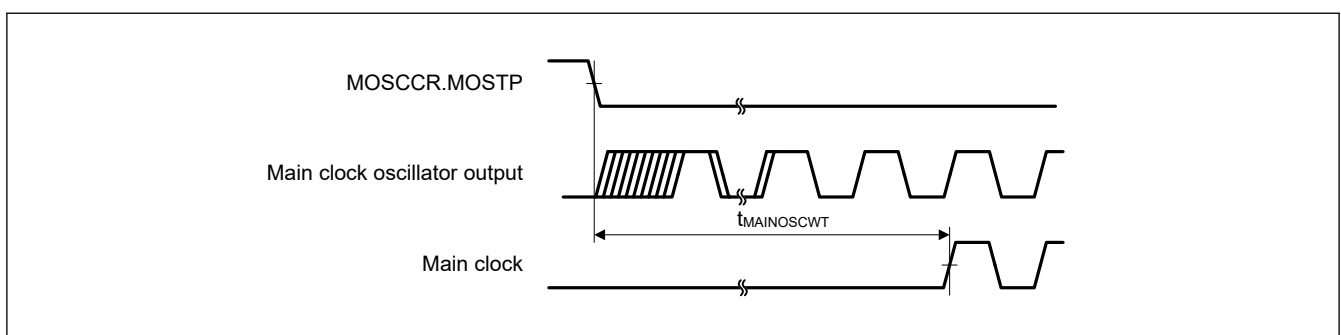 MOSCCR.MOSTP
Main clock oscillator output
tMAINOSCWT
Main clock